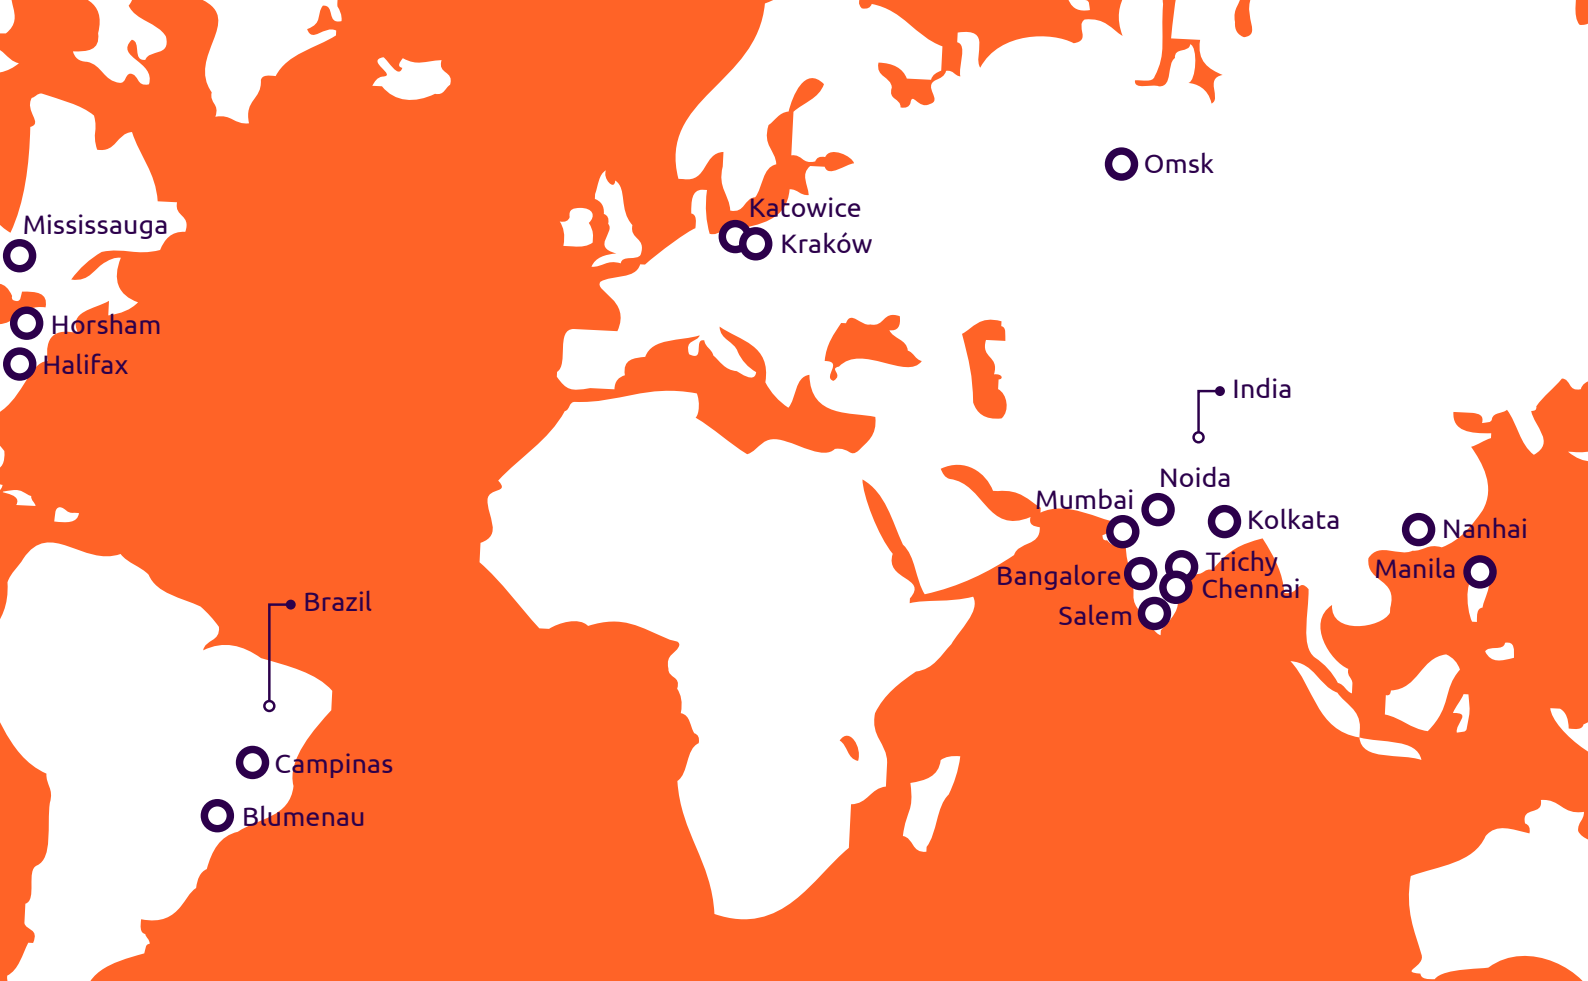 Omsk
Katowice
Mississauga
Kraków
Horsham
Halifax
India
Noida
Mumbai
Kolkata
Nanhai
Trichy
Manila
Bangalore
Chennai
Brazil
Salem
Campinas
Blumenau